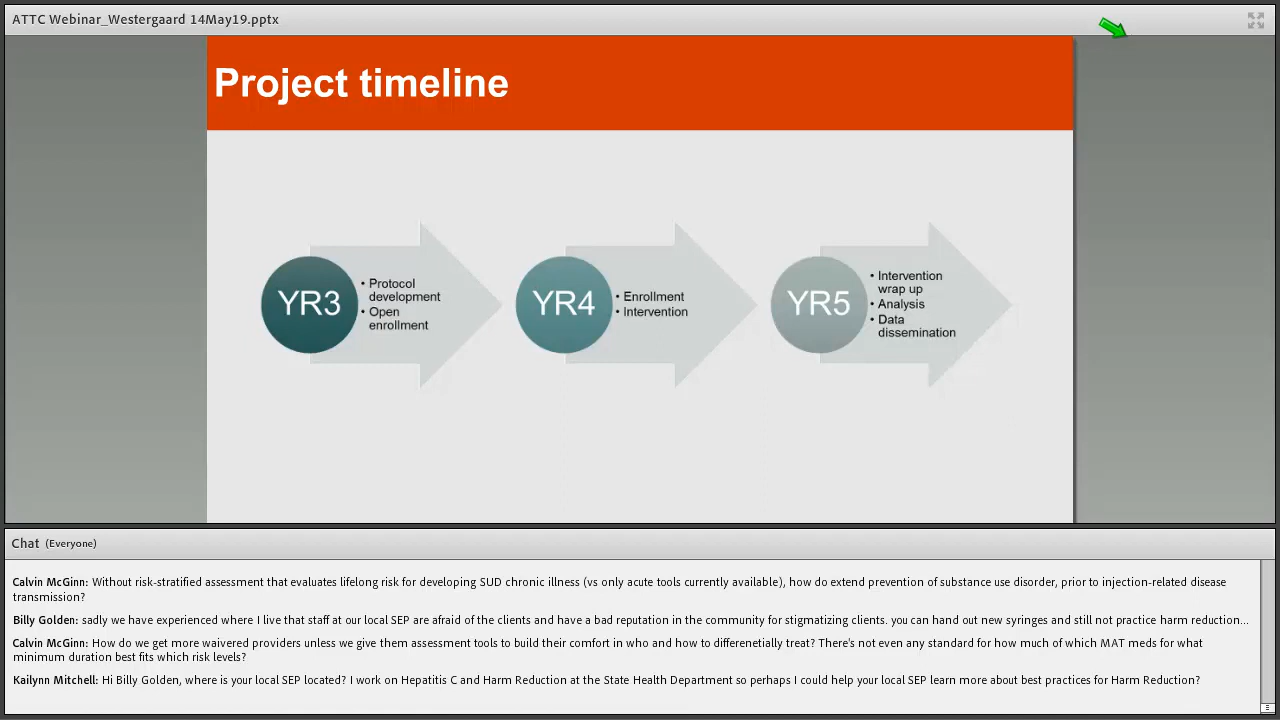 ATTC Webinar_Westergaard 14May19.pptx
Project timeline
YR3
• Protocol
development
• Open
enrollment
YR4
• Enrollment
• Intervention
YR5
• Intervention
wrap up
• Analysis
• Data
dissemination
Chat (Everyone)
Calvin McGinn: Without risk-stratified assessment that evaluates lifelong risk for developing SUD chronic illness (vs only acute tools currently available), how do extend prevention of substance use disorder, prior to injection-related disease
transmission?
Billy Golden: sadly we have experienced where I live that staff at our local SEP are afraid of the clients and have a bad reputation in the community for stigmatizing clients. you can hand out new syringes and still not practice harm reduction...
Calvin McGinn: How do we get more waivered providers unless we give them assessment tools to build their comfort in who and how to differenetially treat? There's not even any standard for how much of which MAT meds for what
minimum duration best fits which risk levels?
Kailynn Mitchell: Hi Billy Golden, where is your local SEP located? I work on Hepatitis C and Harm Reduction at the State Health Department so perhaps I could help your local SEP learn more about best practices for Harm Reduction?